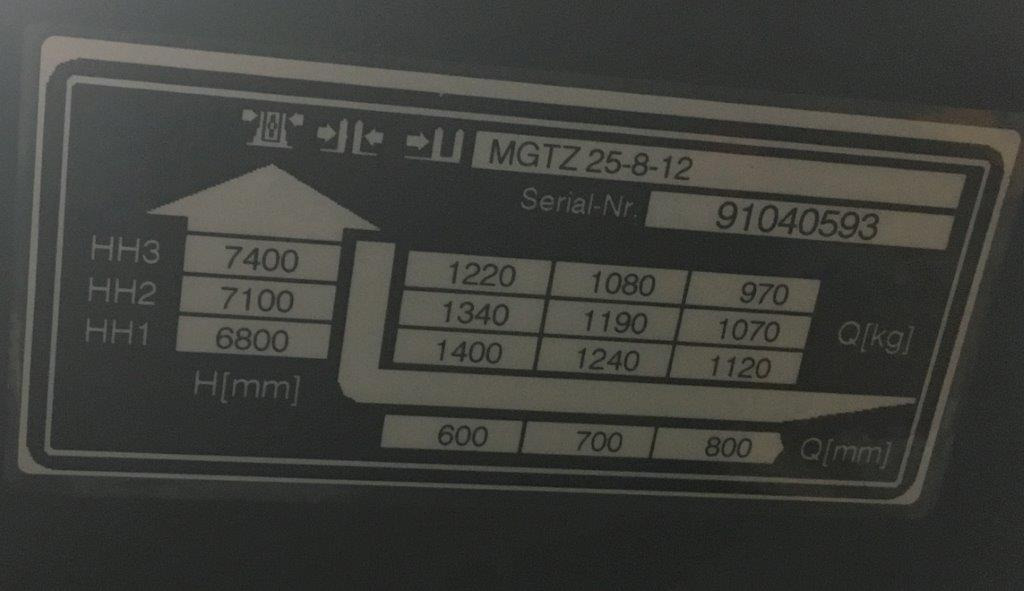 MGTZ 25-8-12
Serial-Nr. 91040593
HH3 7400 1220 1080 970
HH2 7100 1340 1190 1070 Q[kg]
HH1 6800 1400 1240 1120
H[mm]
600 700 800 Q[mm]